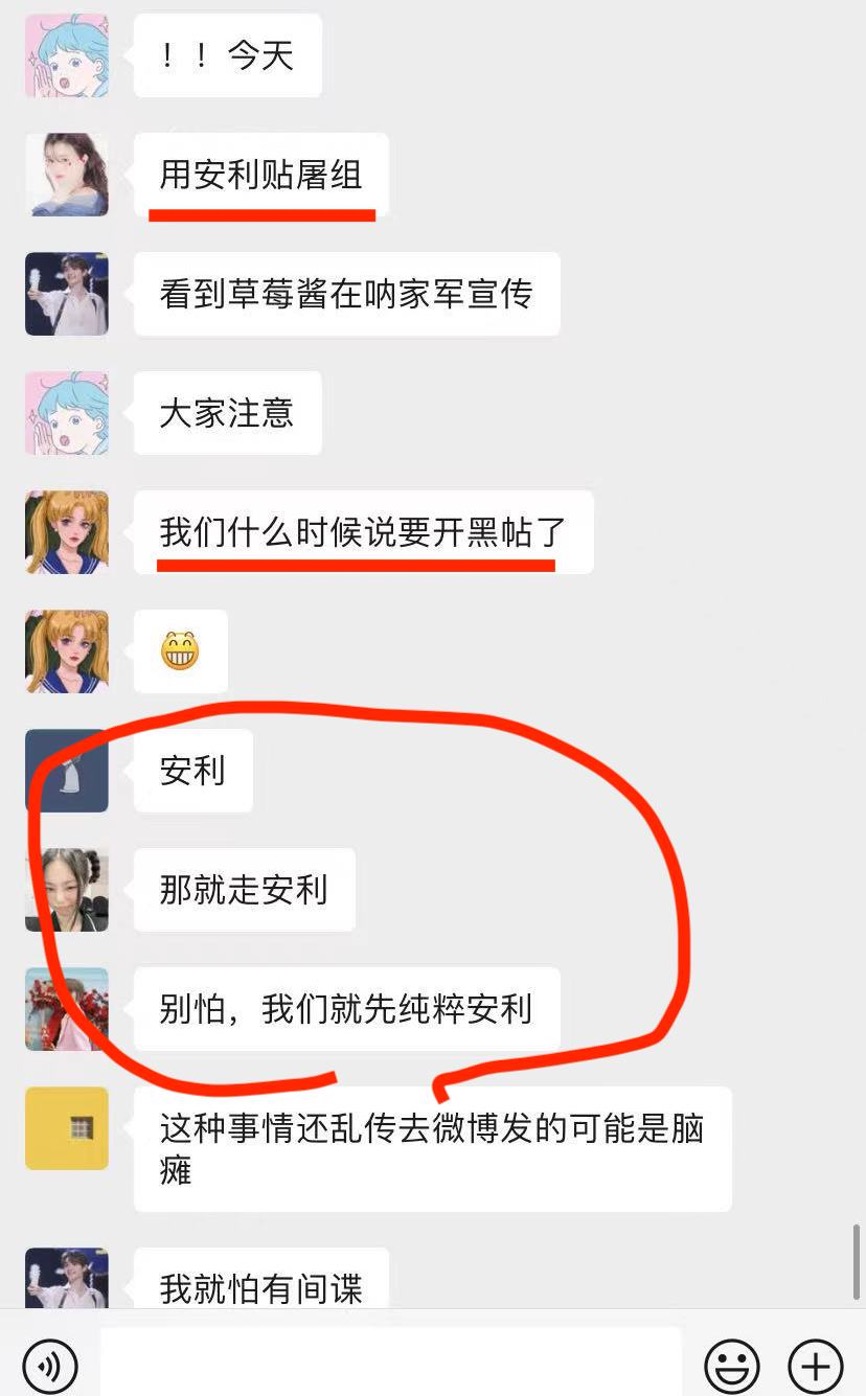 ！！今天
用安利贴屠组
看到草莓酱在呐家军宣传
大家注意
我们什么时候说要开黑帖了
安利
那就走安利
别怕，我们就先纯粹安利
这种事情还乱传去微博发的可能是脑
瘫
我就怕有间谍